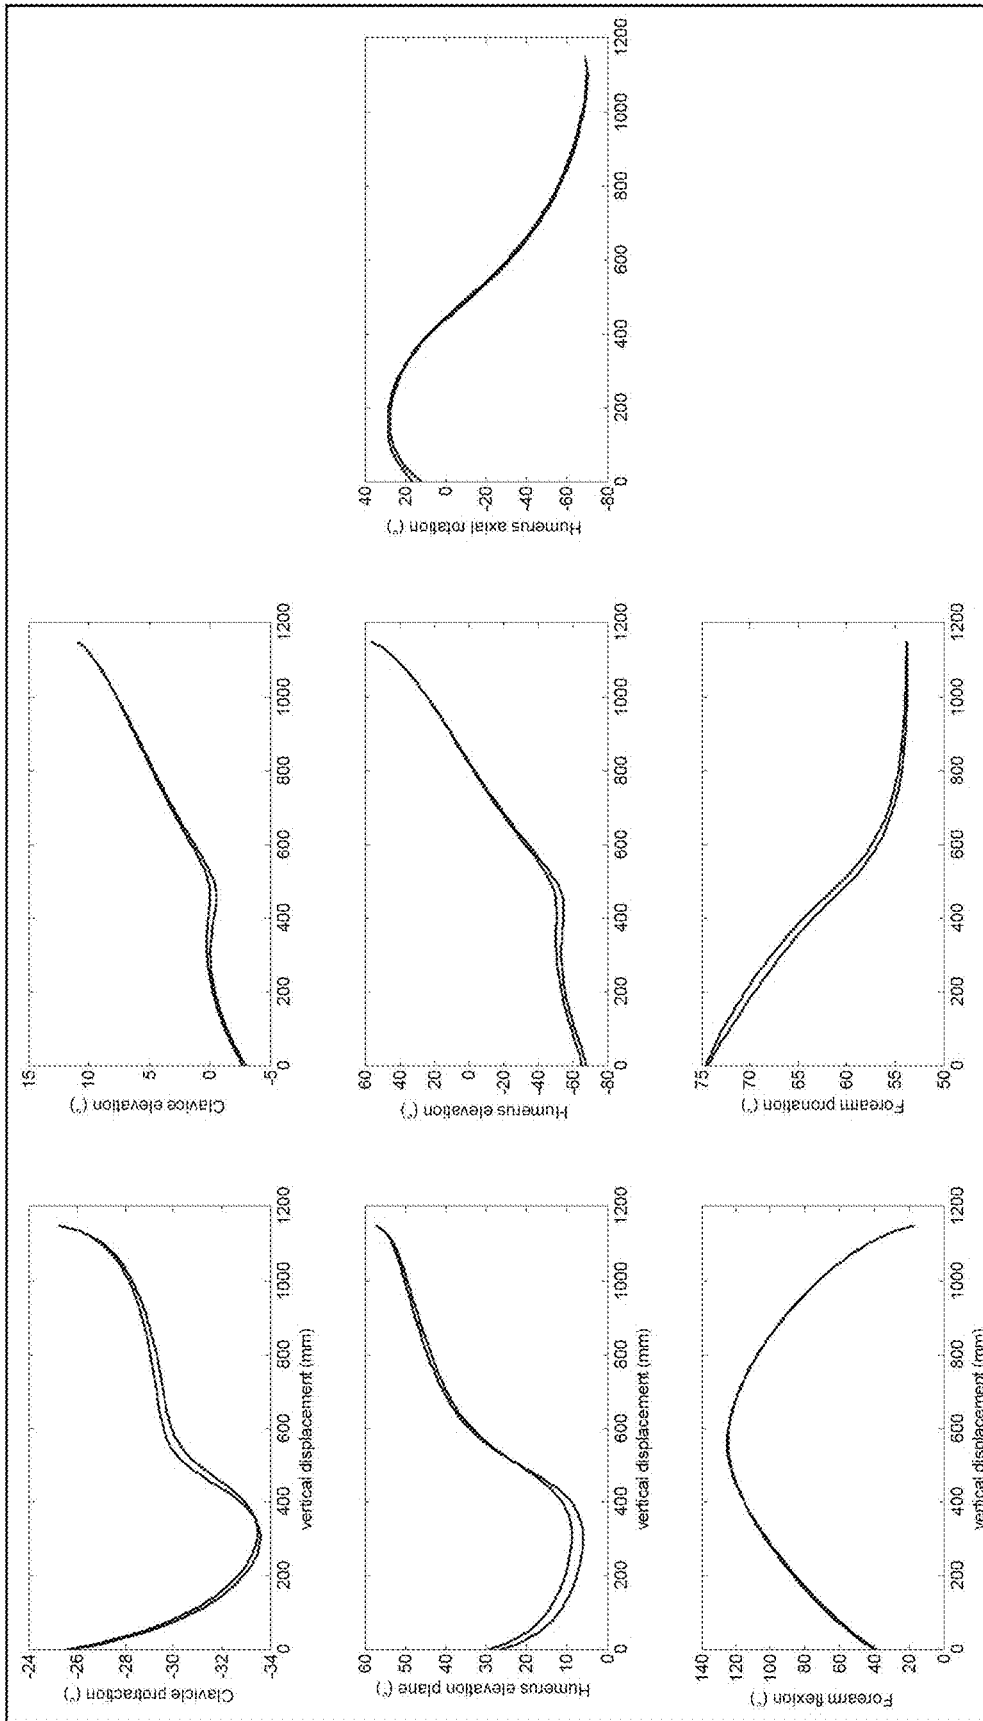 Clavicle protraction (°)
-24
-26
-28
-30
-32
-34
0 200 400 600 800 1000 1200
vertical displacement (mm)
Clavice elevation (°)
15
10
5
0
-5
0 200 400 600 800 1000 1200
Humerus elevation plane (°)
60
50
40
30
20
10
0
0 200 400 600 800 1000 1200
vertical displacement (mm)
Humerus elevation (°)
60
40
20
0
-20
-40
-60
-80
0 200 400 600 800 1000 1200
Humerus axial rotation (°)
40
20
0
-20
-40
-60
-80
0 200 400 600 800 1000 1200
Forearm flexion (°)
140
120
100
80
60
40
20
0
0 200 400 600 800 1000 1200
vertical displacement (mm)
Forearm pronation (°)
75
70
65
60
55
50
0 200 400 600 800 1000 1200